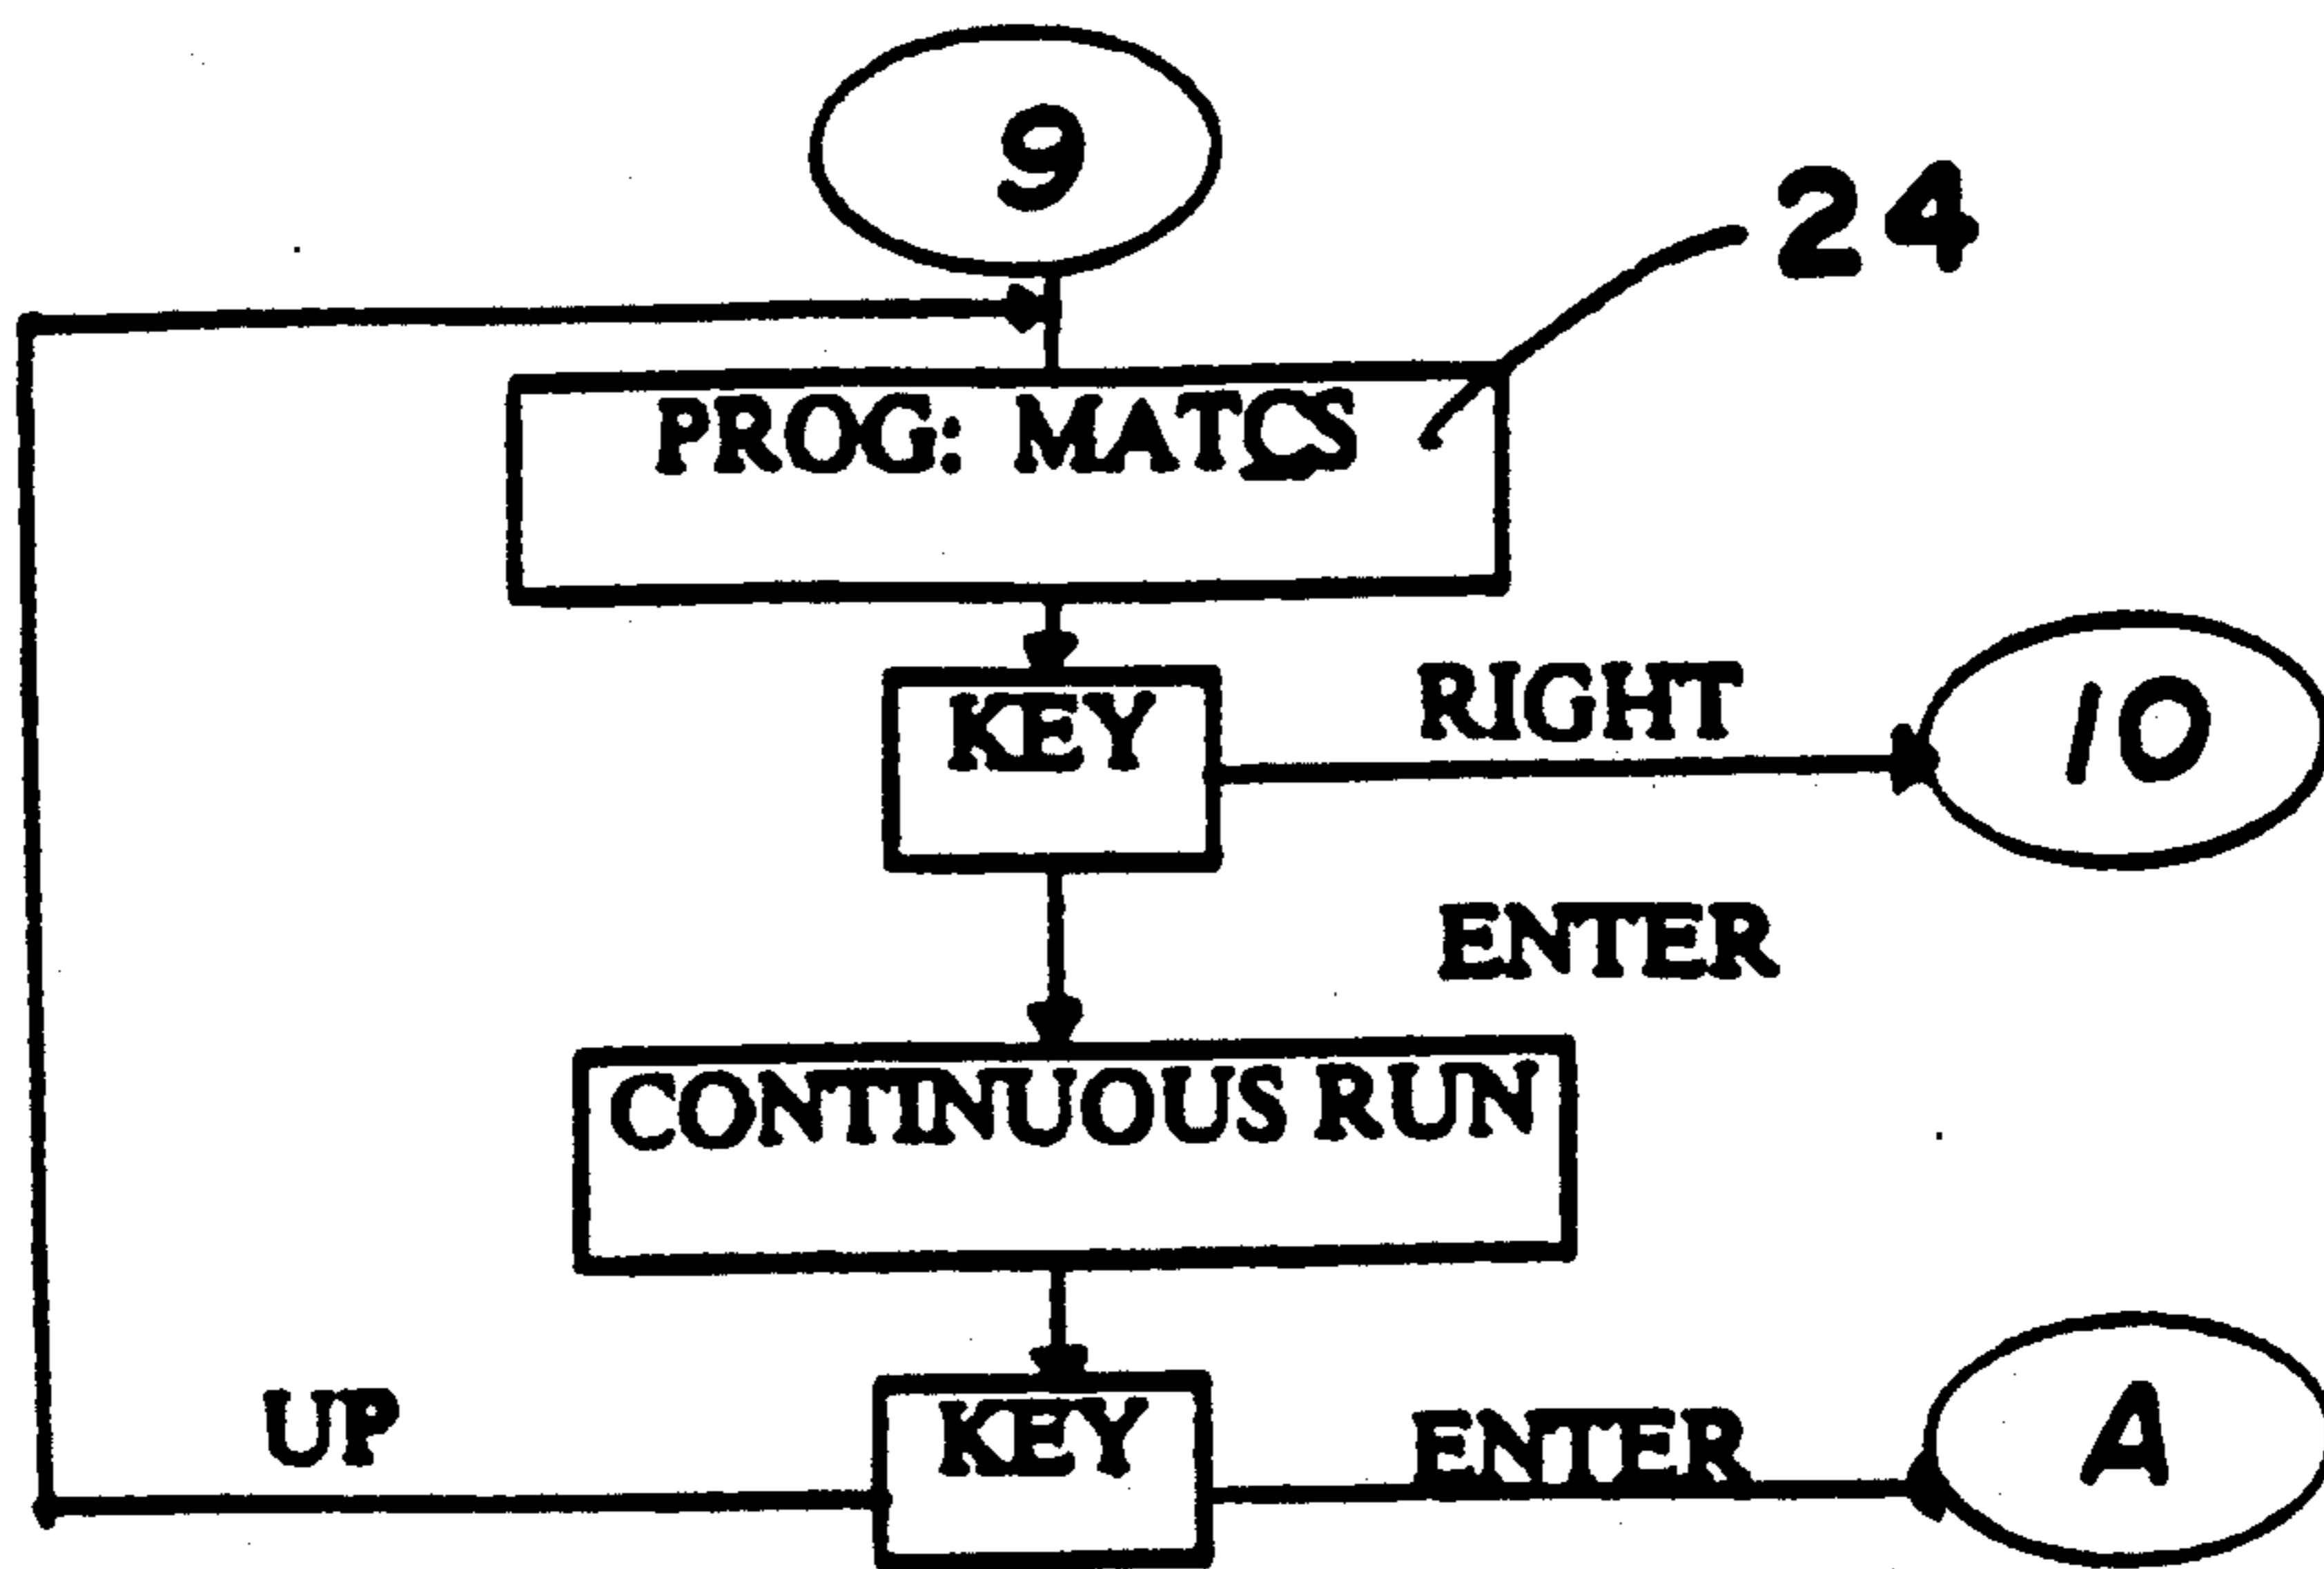 9
24
PROG: MATCS
KEY
RIGHT
10
ENTER
CONTINUOUS RUN
UP
KEY
ENTER
A